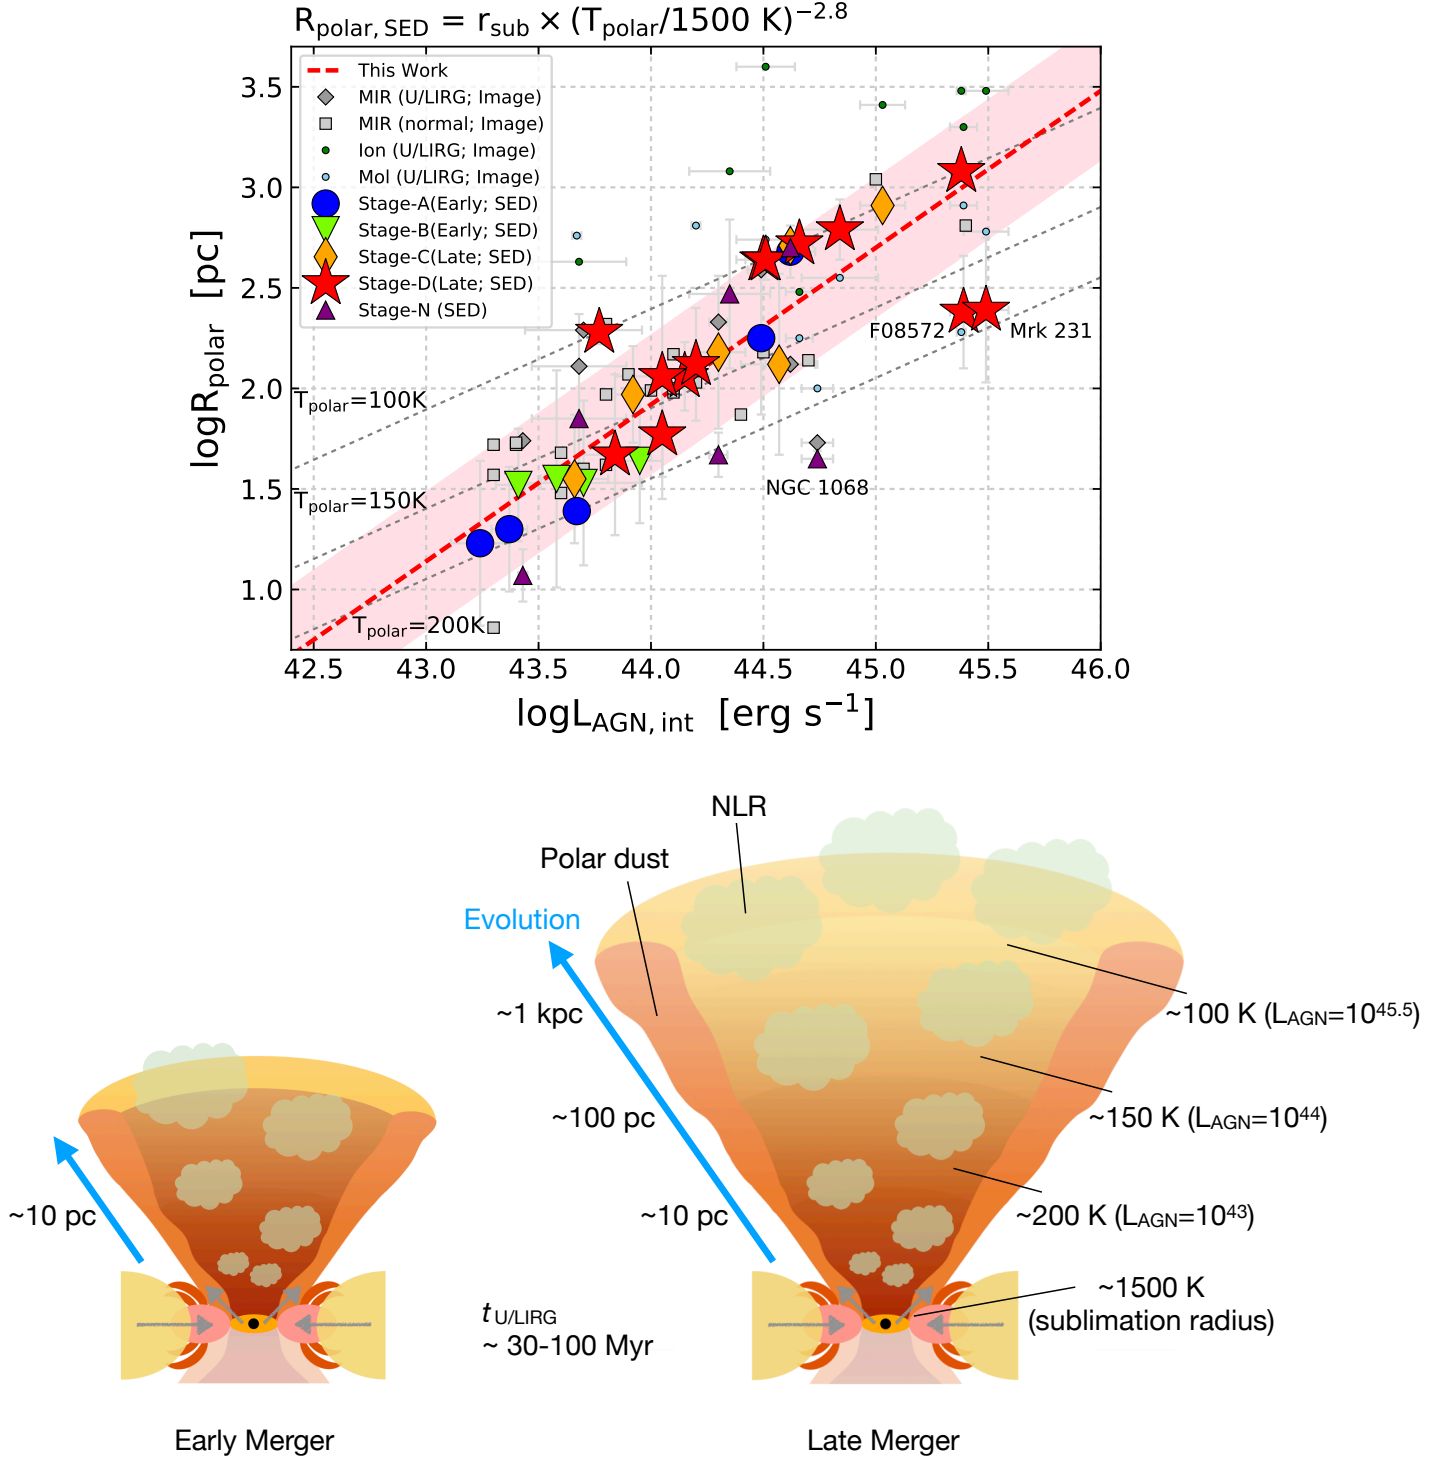 R_polar, SED = r_sub × (T_polar/1500 K)^−2.8
This Work
MIR (U/LIRG; Image)
MIR (normal; Image)
Ion (U/LIRG; Image)
Mol (U/LIRG; Image)
Stage-A(Early; SED)
Stage-B(Early; SED)
Stage-C(Late; SED)
Stage-D(Late; SED)
Stage-N (SED)
logR_polar [pc]
3.5
3.0
2.5
2.0
1.5
1.0
T_polar=100K
T_polar=150K
T_polar=200K
F08572
Mrk 231
NGC 1068
42.5 43.0 43.5 44.0 44.5 45.0 45.5 46.0
logL_AGN, int [erg s^−1]
NLR
Polar dust
Evolution
~1 kpc
~100 K (L_AGN=10^45.5)
~100 pc
~150 K (L_AGN=10^44)
~10 pc
~10 pc
~200 K (L_AGN=10^43)
~1500 K
(sublimation radius)
t_U/LIRG
~ 30-100 Myr
Early Merger
Late Merger